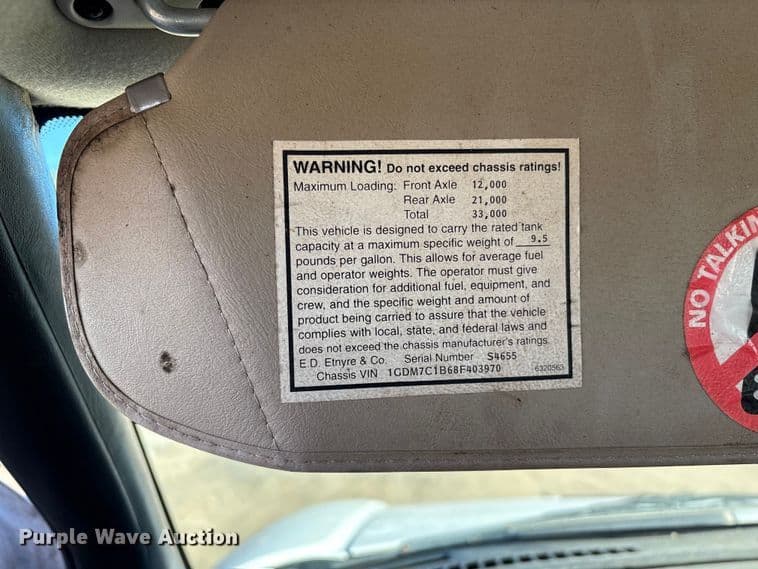 WARNING! Do not exceed chassis ratings!
Maximum Loading: Front Axle 12,000
Rear Axle 21,000
Total 33,000
This vehicle is designed to carry the rated tank
capacity at a maximum specific weight of 9.5
pounds per gallon. This allows for average fuel
and operator weights. The operator must give
consideration for additional fuel, equipment, and
crew, and the specific weight and amount of
product being carried to assure that the vehicle
complies with local, state, and federal laws and
does not exceed the chassis manufacturer's ratings.
E.D. Etnyre & Co. Serial Number S4655
Chassis VIN 1GDM7C1B68F403970 6320563
NO TALKIN
Purple Wave Auction